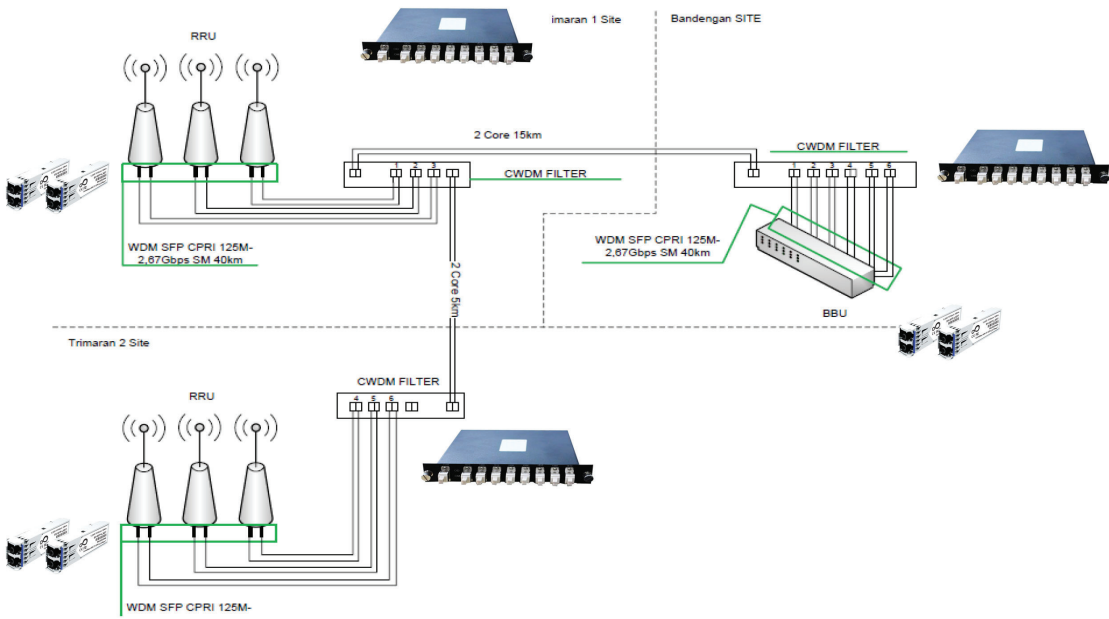 imaran 1 Site
Bandengan SITE
RRU
2 Core 15km
CWDM FILTER
1 2 3
CWDM FILTER
1 2 3 4 5 6
WDM SFP CPRI 125M-
2,67Gbps SM 40km
WDM SFP CPRI 125M-
2,67Gbps SM 40km
2 Core 5km
BBU
Trimaran 2 Site
CWDM FILTER
4 5 6
RRU
WDM SFP CPRI 125M-